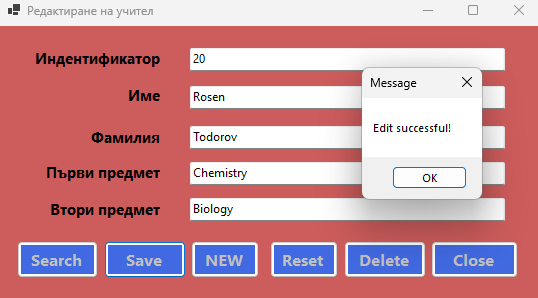 Редактиране на учител
Индентификатор 20
Message
Име Rosen
Edit successful!
Фамилия Todorov
Първи предмет Chemistry
OK
Втори предмет Biology
Search Save NEW Reset Delete Close